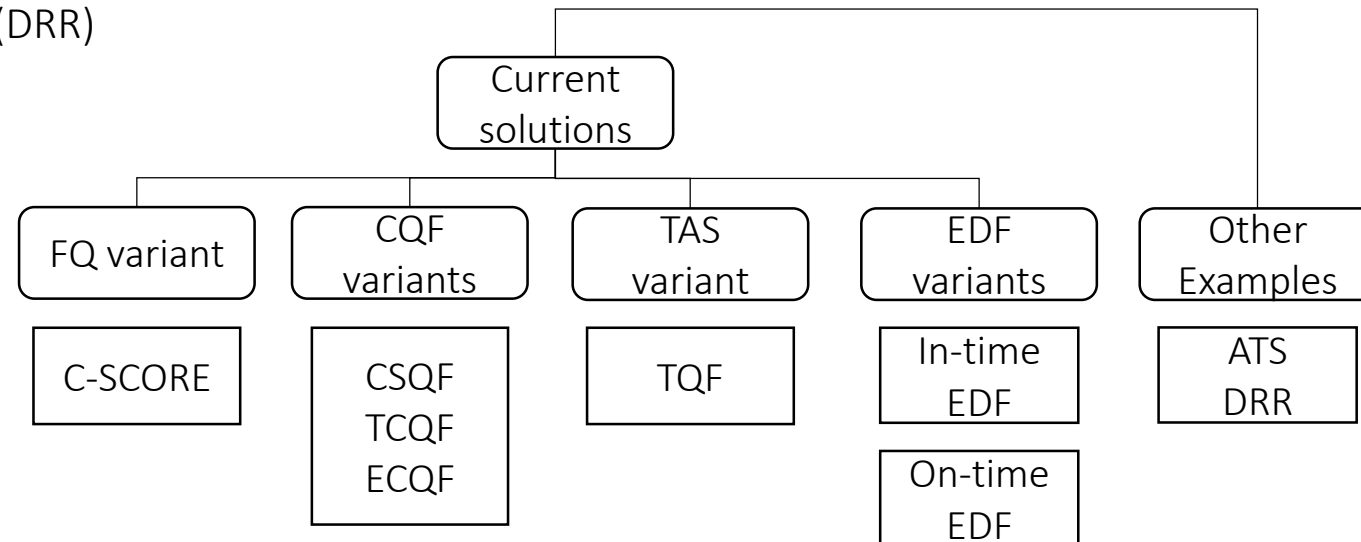 (DRR)
Current
solutions
FQ variant
CQF
variants
TAS
variant
EDF
variants
Other
Examples
C-SCORE
CSQF
TCQF
ECQF
TQF
In-time
EDF
On-time
EDF
ATS
DRR